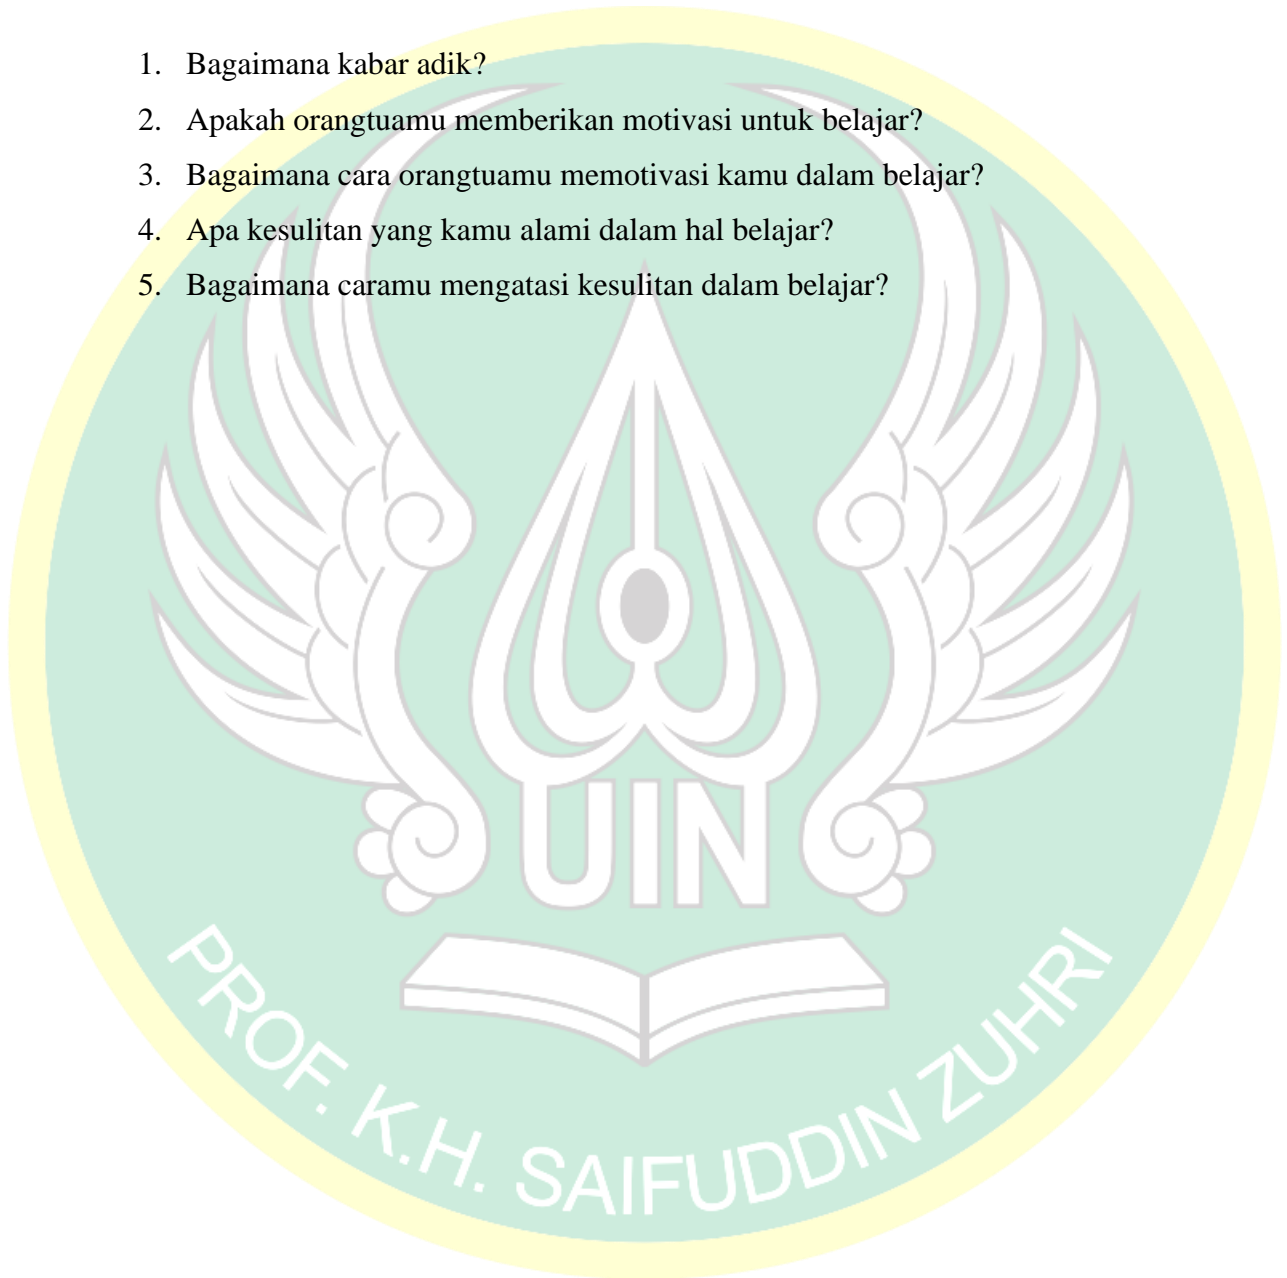 1. Bagaimana kabar adik?
2. Apakah orangtuamu memberikan motivasi untuk belajar?
3. Bagaimana cara orangtuamu memotivasi kamu dalam belajar?
4. Apa kesulitan yang kamu alami dalam hal belajar?
5. Bagaimana caramu mengatasi kesulitan dalam belajar?
UIN
PROF. K.H. SAIFUDDIN ZUHRI